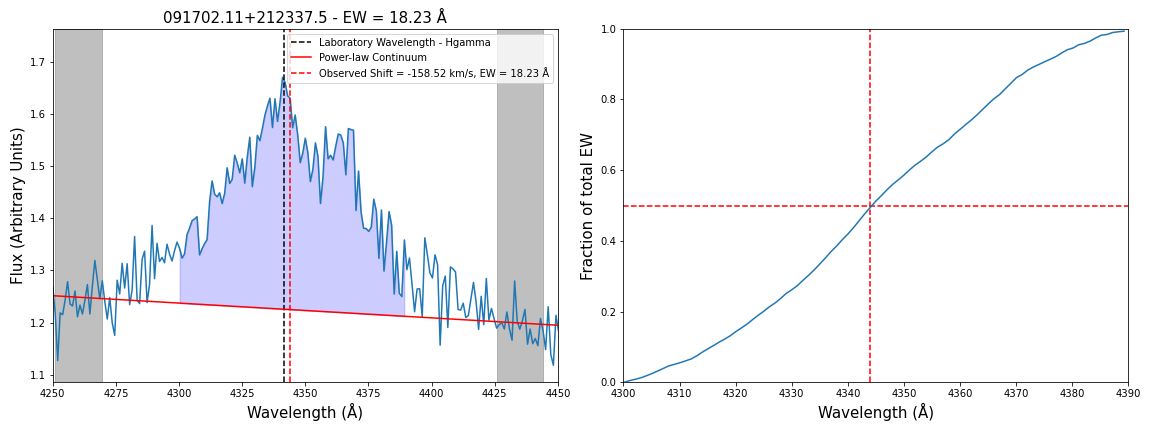 091702.11+212337.5 - EW = 18.23 Å
Laboratory Wavelength - Hgamma
Power-law Continuum
Observed Shift = -158.52 km/s, EW = 18.23 Å
Flux (Arbitrary Units)
1.7
1.6
1.5
1.4
1.3
1.2
1.1
4250 4275 4300 4325 4350 4375 4400 4425 4450
Wavelength (Å)
Fraction of total EW
1.0
0.8
0.6
0.4
0.2
0.0
4300 4310 4320 4330 4340 4350 4360 4370 4380 4390
Wavelength (Å)